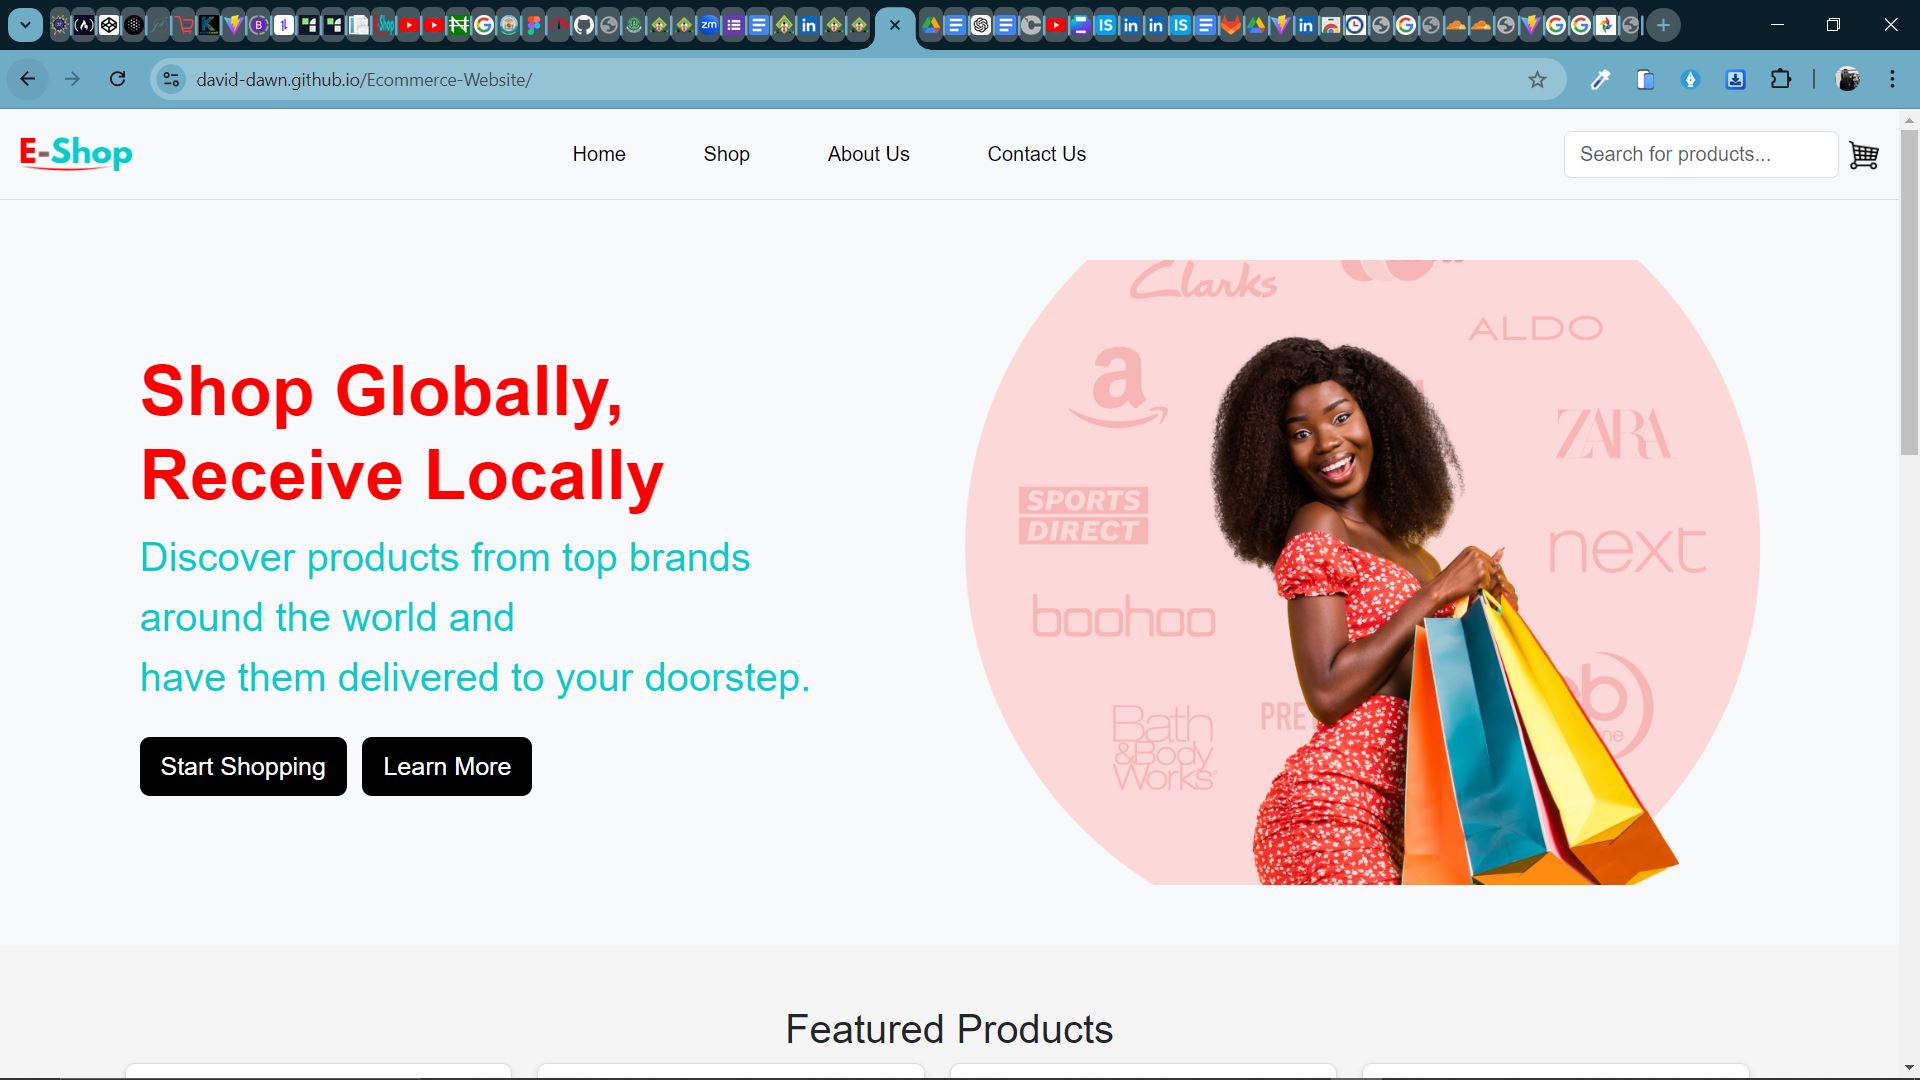 david-dawn.github.io/Ecommerce-Website/
E-Shop
Home
Shop
About Us
Contact Us
Search for products...
Shop Globally,
Receive Locally
Discover products from top brands
around the world and
have them delivered to your doorstep.
Start Shopping
Learn More
Clarks
ALDO
a
ZARA
SPORTS
DIRECT
next
boohoo
Bath
&Body
Works
PRE
b
ine
Featured Products